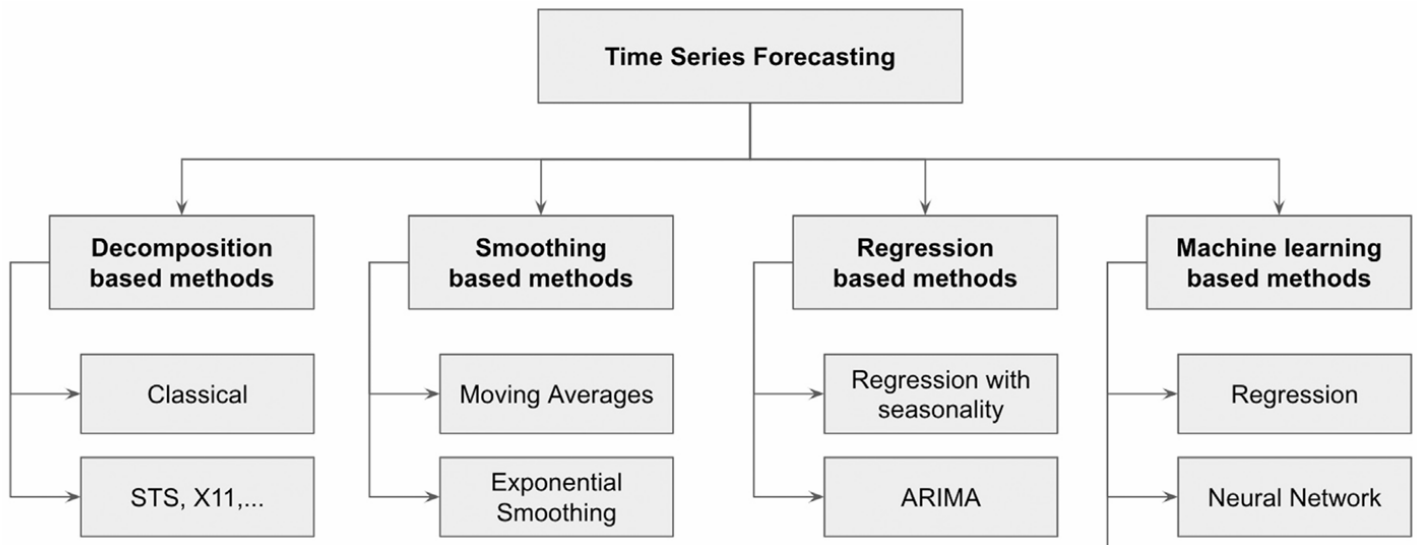 Time Series Forecasting
Decomposition
based methods
Smoothing
based methods
Regression
based methods
Machine learning
based methods
Classical
Moving Averages
Regression with
seasonality
Regression
STS, X11,...
Exponential
Smoothing
ARIMA
Neural Network